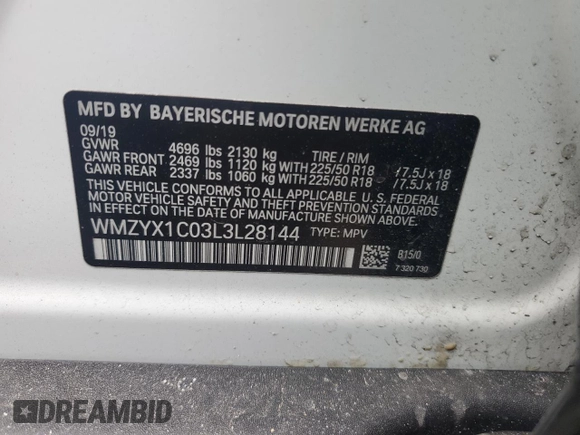 MFD BY BAYERISCHE MOTOREN WERKE AG
09/19
GVWR 4696 lbs 2130 kg TIRE / RIM
GAWR FRONT 2469 lbs 1120 kg WITH 225/50 R18 /7.5J x 18
GAWR REAR 2337 lbs 1060 kg WITH 225/50 R18 /7.5J x 18
THIS VEHICLE CONFORMS TO ALL APPLICABLE U. S. FEDERAL
MOTOR VEHICLE SAFETY AND THEFT PREVENTION STANDARDS
IN EFFECT ON THE DATE OF MANUFACTURE SHOWN ABOVE.
WMZYX1C03L3L28144 TYPE: MPV
B15/0
7 320 730
DREAMBID